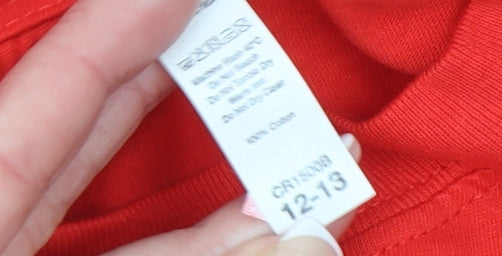 Machine Wash 40°C
Do Not Bleach
Do Not Tumble Dry
Warm Iron
Do Not Dry Clean
100% Cotton
CR1500B
12-13